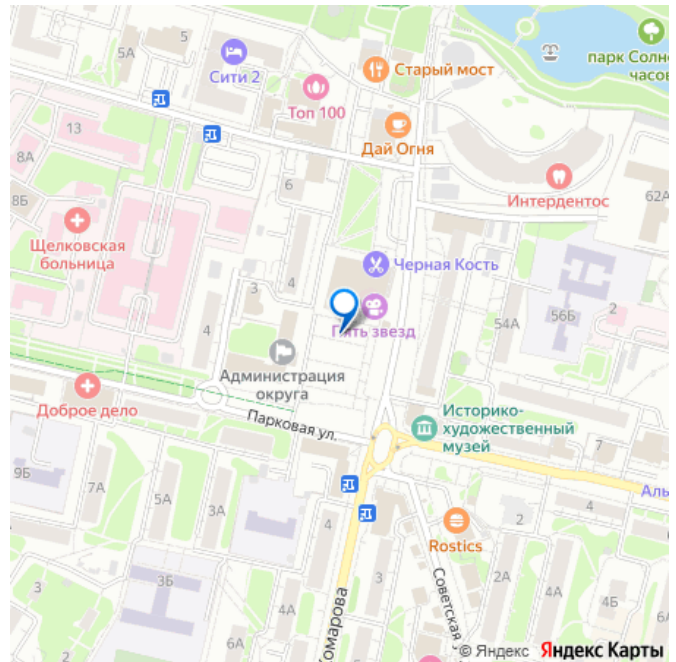 5
5А
Сити 2
Старый мост
парк Солне
часов
Топ 100
Дай Огня
13
8А
6
Интердентос
62А
8Б
Щелковская
больница
Черная Кость
4
3
Пять звезд
2
54А
56Б
4
Администрация
округа
Доброе дело
Парковая ул.
Историко-
художественный
музей
7
9Б
7А
5А
3А
Аль
4
2
Rostics
4
3Б
3
2А
4А
4Б
4А
6А
Комарова
Советская у
© Яндекс Яндекс Карты